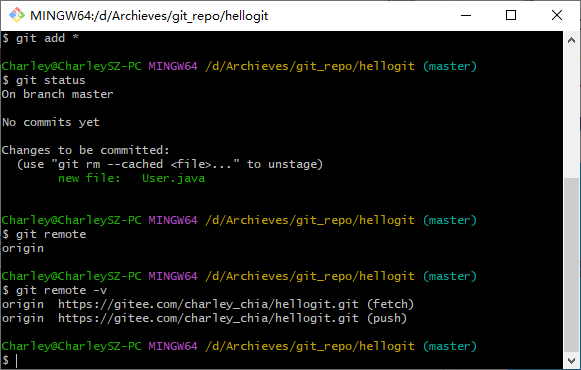 MINGW64:/d/Archieves/git_repo/hellogit
$ git add *
Charley@CharleySZ-PC MINGW64 /d/Archieves/git_repo/hellogit (master)
$ git status
On branch master
No commits yet
Changes to be committed:
  (use "git rm --cached <file>..." to unstage)
        new file:   User.java
Charley@CharleySZ-PC MINGW64 /d/Archieves/git_repo/hellogit (master)
$ git remote
origin
Charley@CharleySZ-PC MINGW64 /d/Archieves/git_repo/hellogit (master)
$ git remote -v
origin  https://gitee.com/charley_chia/hellogit.git (fetch)
origin  https://gitee.com/charley_chia/hellogit.git (push)
Charley@CharleySZ-PC MINGW64 /d/Archieves/git_repo/hellogit (master)
$